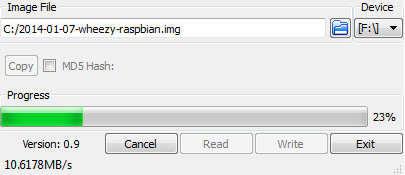 Image File
Device
C:/2014-01-07-wheezy-raspbian.img
[F:\]
Copy
MD5 Hash:
Progress
23%
Version: 0.9
Cancel
Read
Write
Exit
10.6178MB/s